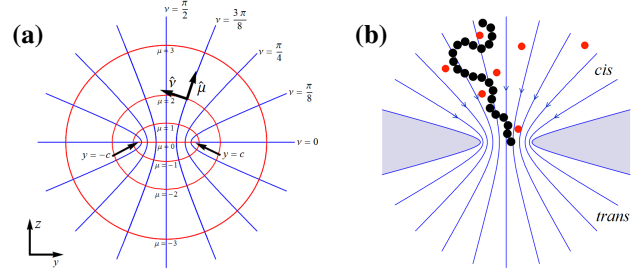 (a)
ν = π/2
ν = 3π/8
ν = π/4
ν = π/8
ν = 0
μ = 3
μ = 2
μ = 1
μ = 0
μ = −1
μ = −2
μ = −3
ν̂
μ̂
y = −c
y = c
z
y
(b)
cis
trans